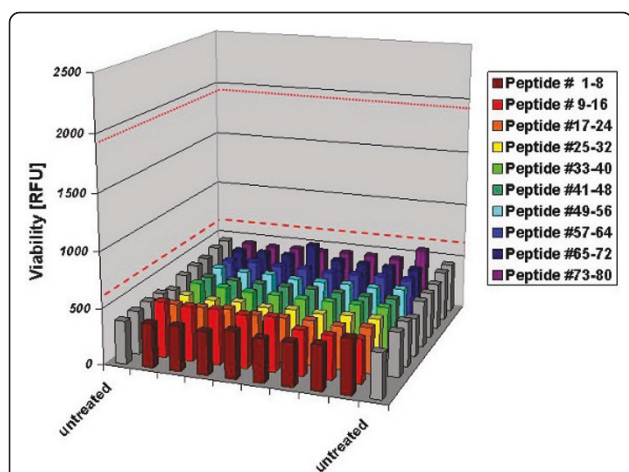 2500
2000
1500
1000
500
0
Viability [RFU]
untreated
untreated
Peptide # 1-8
Peptide # 9-16
Peptide #17-24
Peptide #25-32
Peptide #33-40
Peptide #41-48
Peptide #49-56
Peptide #57-64
Peptide #65-72
Peptide #73-80